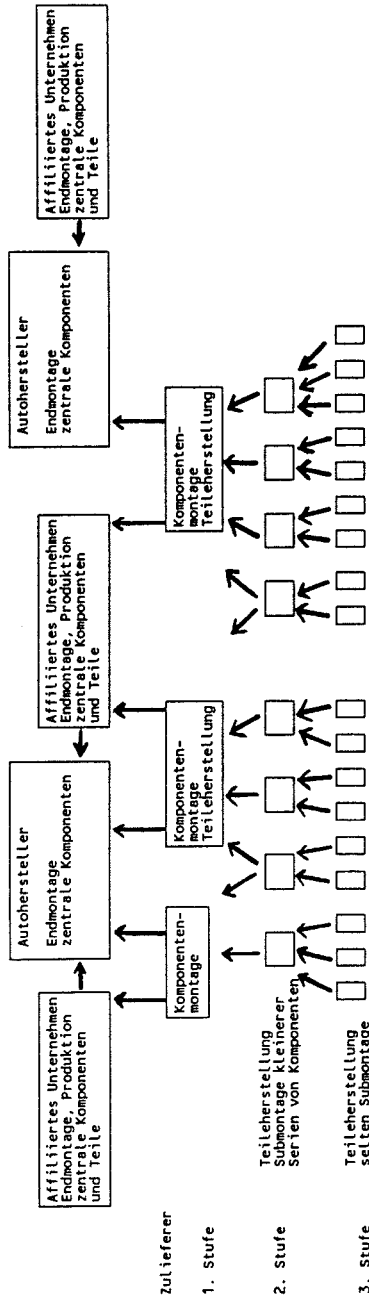 Affiliiertes Unternehmen
Endmontage, Produktion
zentrale Komponenten
und Teile
Autohersteller
Endmontage
zentrale Komponenten
Affiliiertes Unternehmen
Endmontage, Produktion
zentrale Komponenten
und Teile
Autohersteller
Endmontage
zentrale Komponenten
Affiliiertes Unternehmen
Endmontage, Produktion
zentrale Komponenten
und Teile
Zulieferer
1. Stufe
Komponenten-
montage
Komponenten-
montage
Teileherstellung
Komponenten-
montage
Teileherstellung
2. Stufe
Teileherstellung
Submontage kleinerer
Serien von Komponenten
3. Stufe
Teileherstellung
selten Submontage